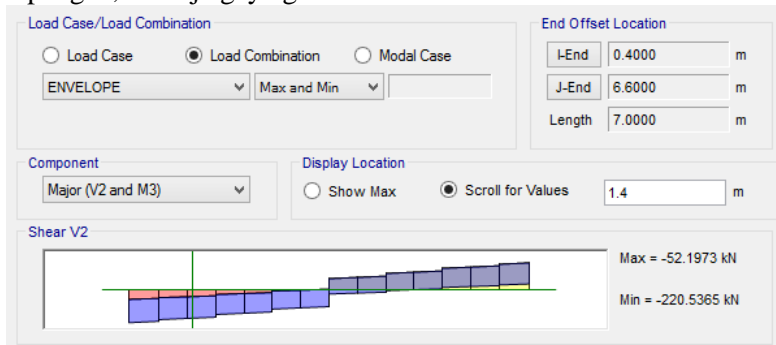 Load Case/Load Combination
Load Case
Load Combination
Modal Case
ENVELOPE
Max and Min
End Offset Location
I-End 0.4000 m
J-End 6.6000 m
Length 7.0000 m
Component
Major (V2 and M3)
Display Location
Show Max
Scroll for Values
1.4 m
Shear V2
Max = -52.1973 kN
Min = -220.5365 kN